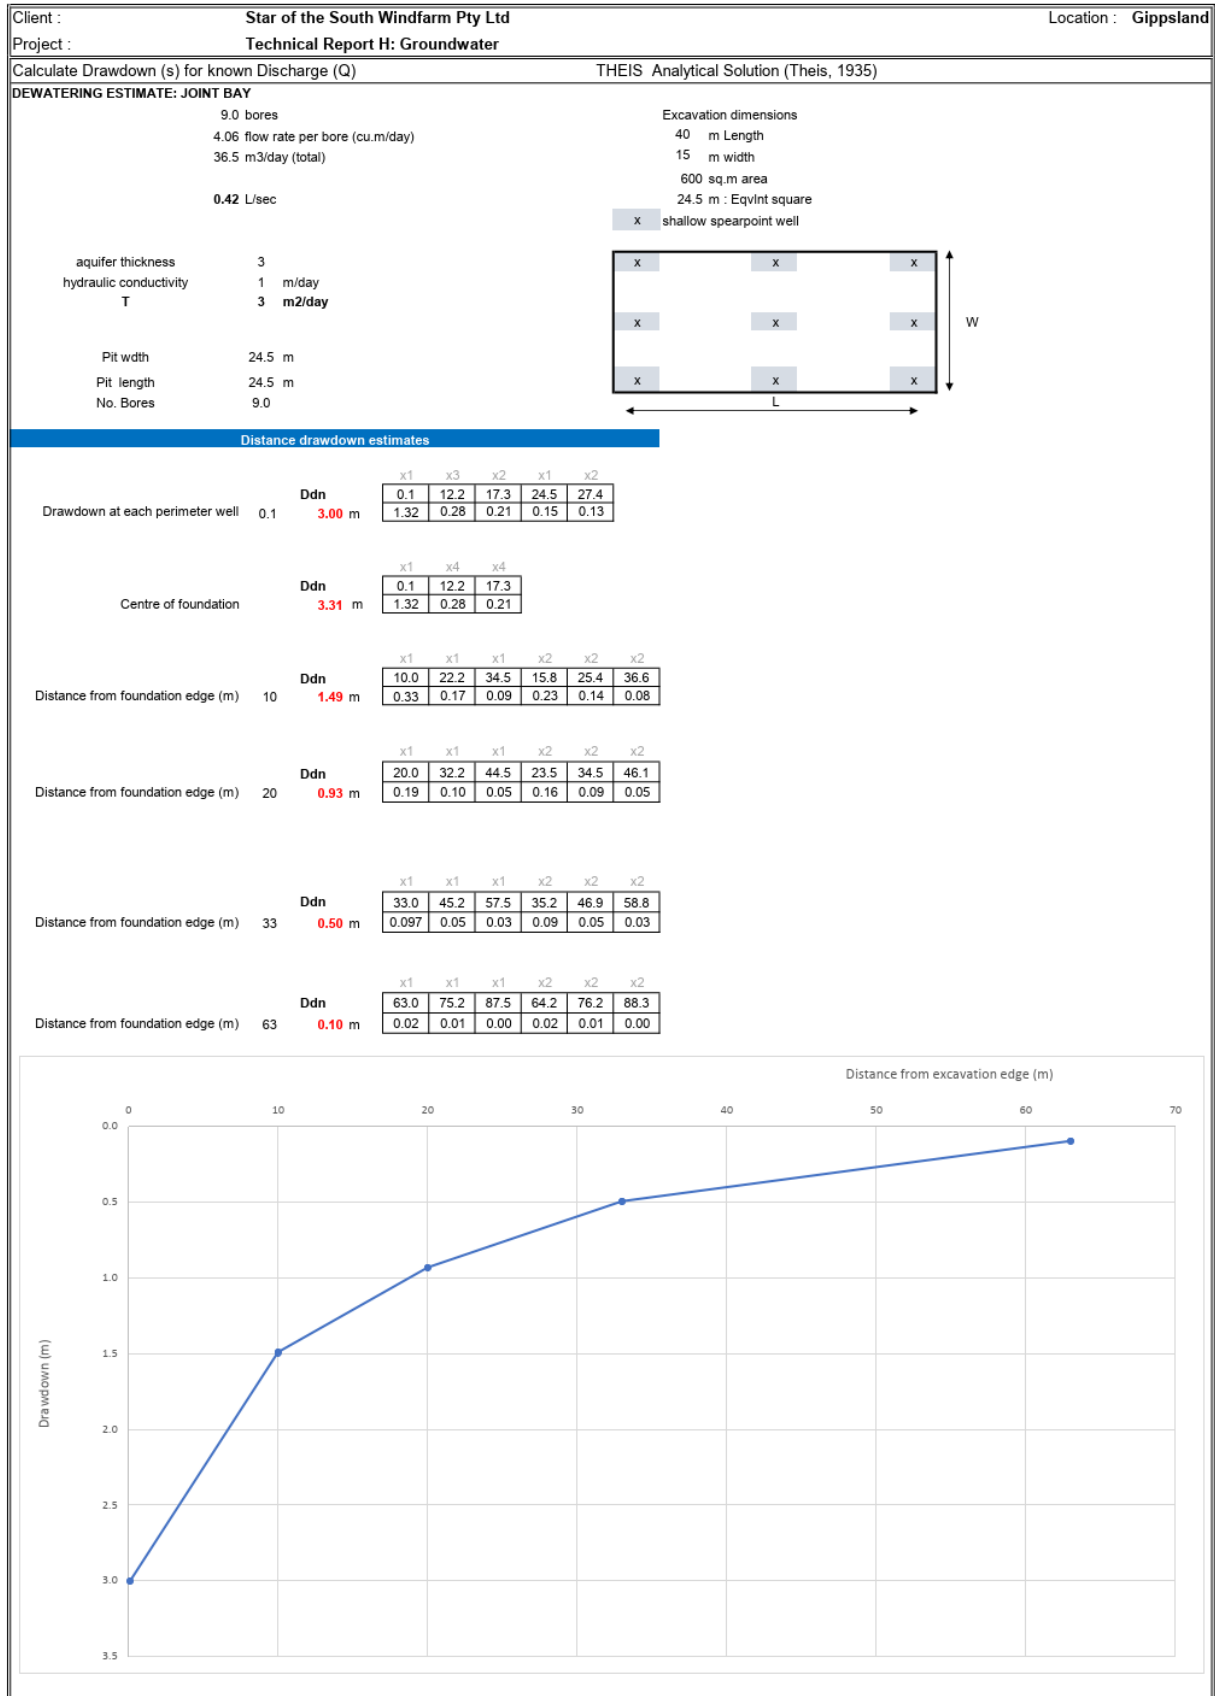 Client : Star of the South Windfarm Pty Ltd Location : Gippsland
Project : Technical Report H: Groundwater
Calculate Drawdown (s) for known Discharge (Q) THEIS Analytical Solution (Theis, 1935)
DEWATERING ESTIMATE: JOINT BAY
9.0 bores Excavation dimensions
4.06 flow rate per bore (cu.m/day) 40 m Length
36.5 m3/day (total) 15 m width
600 sq.m area
0.42 L/sec 24.5 m : Eqvlnt square
x shallow spearpoint well
aquifer thickness 3 x x x
hydraulic conductivity 1 m/day
T 3 m2/day
x x x W
Pit wdth 24.5 m
Pit length 24.5 m x x x
No. Bores 9.0 L
Distance drawdown estimates
x1 x3 x2 x1 x2
Ddn 0.1 12.2 17.3 24.5 27.4
Drawdown at each perimeter well 0.1 3.00 m 1.32 0.28 0.21 0.15 0.13
x1 x4 x4
Ddn 0.1 12.2 17.3
Centre of foundation 3.31 m 1.32 0.28 0.21
x1 x1 x1 x2 x2 x2
Ddn 10.0 22.2 34.5 15.8 25.4 36.6
Distance from foundation edge (m) 10 1.49 m 0.33 0.17 0.09 0.23 0.14 0.08
x1 x1 x1 x2 x2 x2
Ddn 20.0 32.2 44.5 23.5 34.5 46.1
Distance from foundation edge (m) 20 0.93 m 0.19 0.10 0.05 0.16 0.09 0.05
x1 x1 x1 x2 x2 x2
Ddn 33.0 45.2 57.5 35.2 46.9 58.8
Distance from foundation edge (m) 33 0.50 m 0.097 0.05 0.03 0.09 0.05 0.03
x1 x1 x1 x2 x2 x2
Ddn 63.0 75.2 87.5 64.2 76.2 88.3
Distance from foundation edge (m) 63 0.10 m 0.02 0.01 0.00 0.02 0.01 0.00
Distance from excavation edge (m)
0 10 20 30 40 50 60 70
0.0
0.5
1.0
1.5
2.0
2.5
3.0
3.5
Drawdown (m)